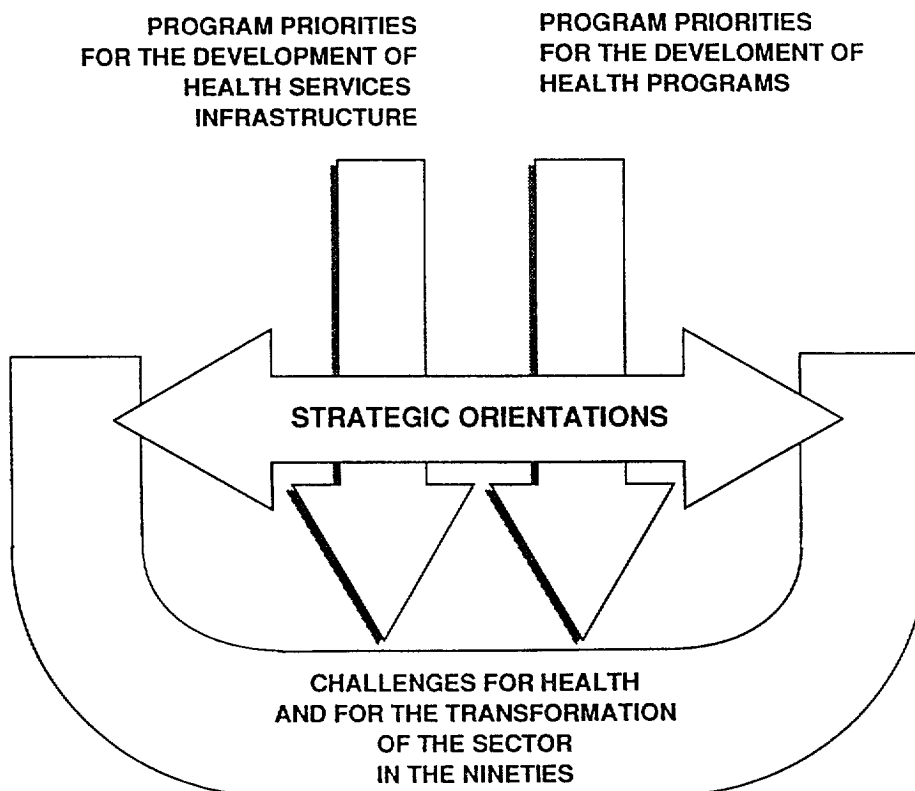 PROGRAM PRIORITIES
FOR THE DEVELOPMENT OF
HEALTH SERVICES
INFRASTRUCTURE
PROGRAM PRIORITIES
FOR THE DEVELOMENT OF
HEALTH PROGRAMS
STRATEGIC ORIENTATIONS
CHALLENGES FOR HEALTH
AND FOR THE TRANSFORMATION
OF THE SECTOR
IN THE NINETIES